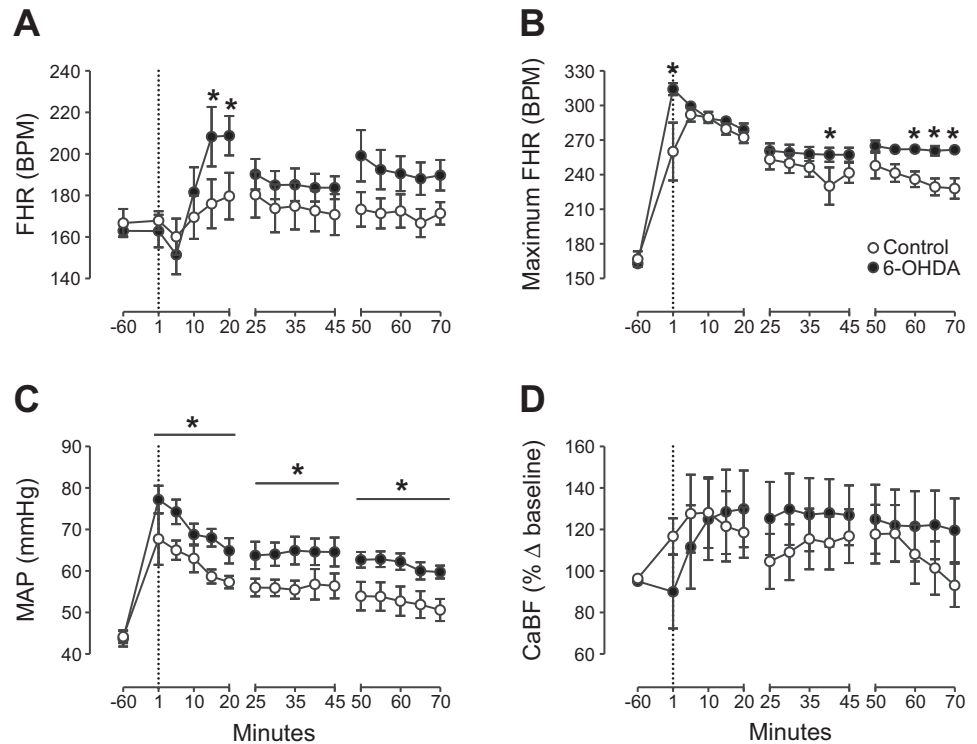 A
FHR (BPM)
240
220
200
180
160
140
* *
-60 1 10 20 25 35 45 50 60 70
B
Maximum FHR (BPM)
330
300
270
240
210
180
150
*
*
* * *
Control
6-OHDA
-60 1 10 20 25 35 45 50 60 70
C
MAP (mmHg)
90
80
70
60
50
40
*
*
*
-60 1 10 20 25 35 45 50 60 70
Minutes
D
CaBF (% Δ baseline)
160
140
120
100
80
60
-60 1 10 20 25 35 45 50 60 70
Minutes